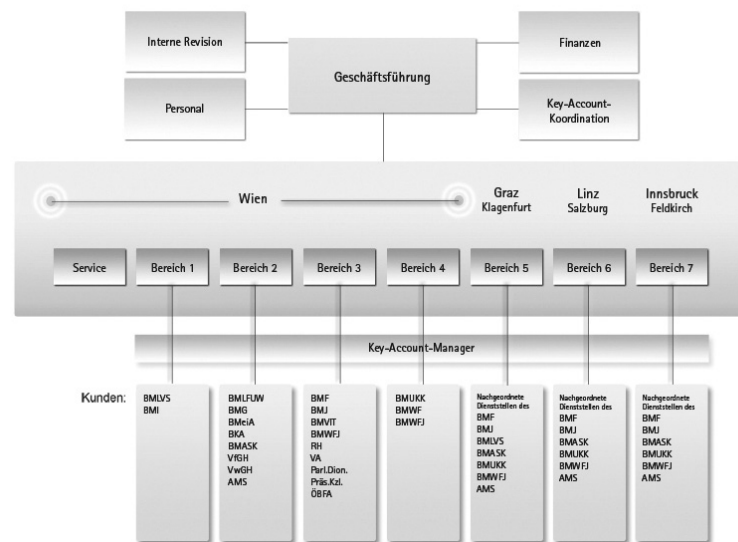 Interne Revision
Finanzen
Geschäftsführung
Personal
Key-Account-
Koordination
Wien
Graz
Klagenfurt
Linz
Salzburg
Innsbruck
Feldkirch
Service
Bereich 1
Bereich 2
Bereich 3
Bereich 4
Bereich 5
Bereich 6
Bereich 7
Key-Account-Manager
Kunden:
BMLVS
BMI
BMLFUW
BMG
BMeiA
BKA
BMASK
VfGH
VwGH
AMS
BMF
BMJ
BMVIT
BMWFJ
RH
VA
Parl.Dion.
Präs.Kzl.
ÖBFA
BMUKK
BMWF
BMWFJ
Nachgeordnete
Dienststellen des
BMF
BMJ
BMLVS
BMASK
BMUKK
BMWFJ
AMS
Nachgeordnete
Dienststellen des
BMF
BMJ
BMASK
BMUKK
BMWFJ
AMS
Nachgeordnete
Dienststellen des
BMF
BMJ
BMASK
BMUKK
BMWFJ
AMS